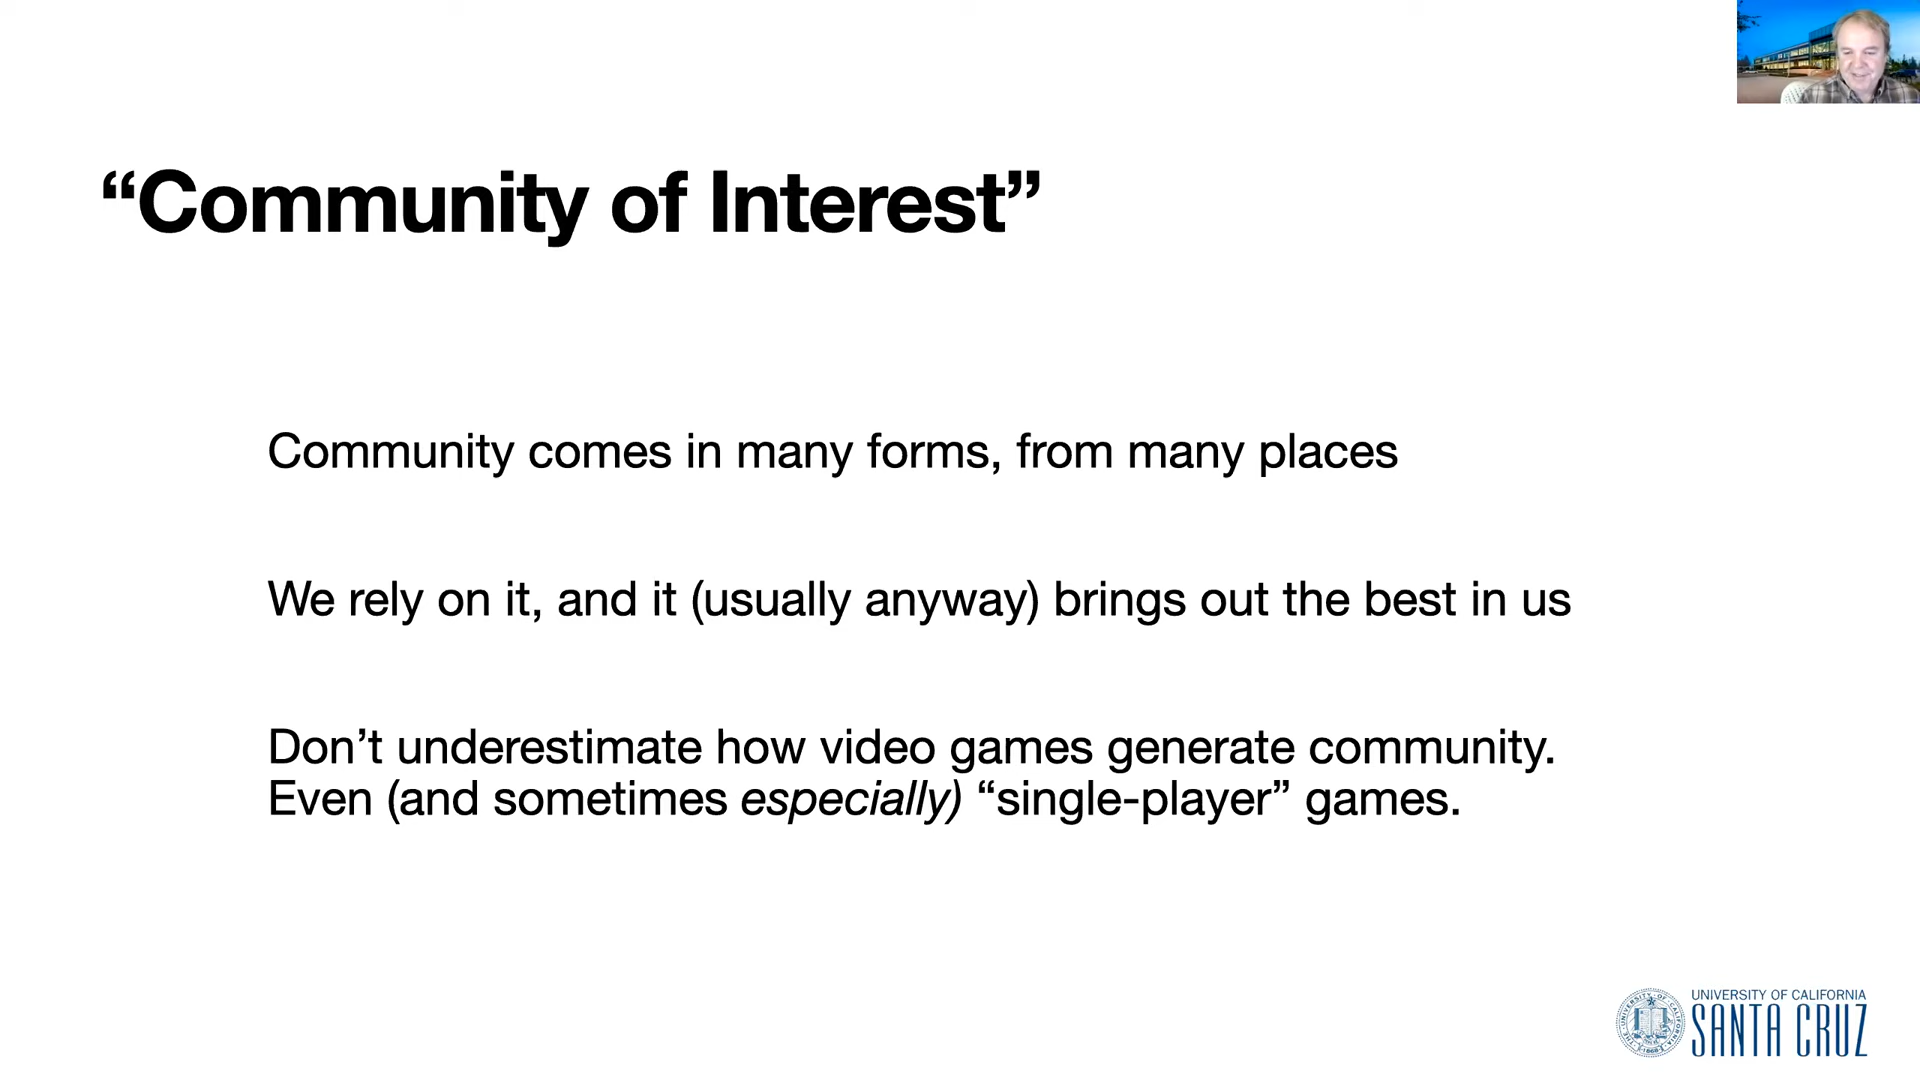 “Community of Interest”
Community comes in many forms, from many places
We rely on it, and it (usually anyway) brings out the best in us
Don’t underestimate how video games generate community.
Even (and sometimes especially) “single-player” games.
UNIVERSITY OF CALIFORNIA
SANTA CRUZ